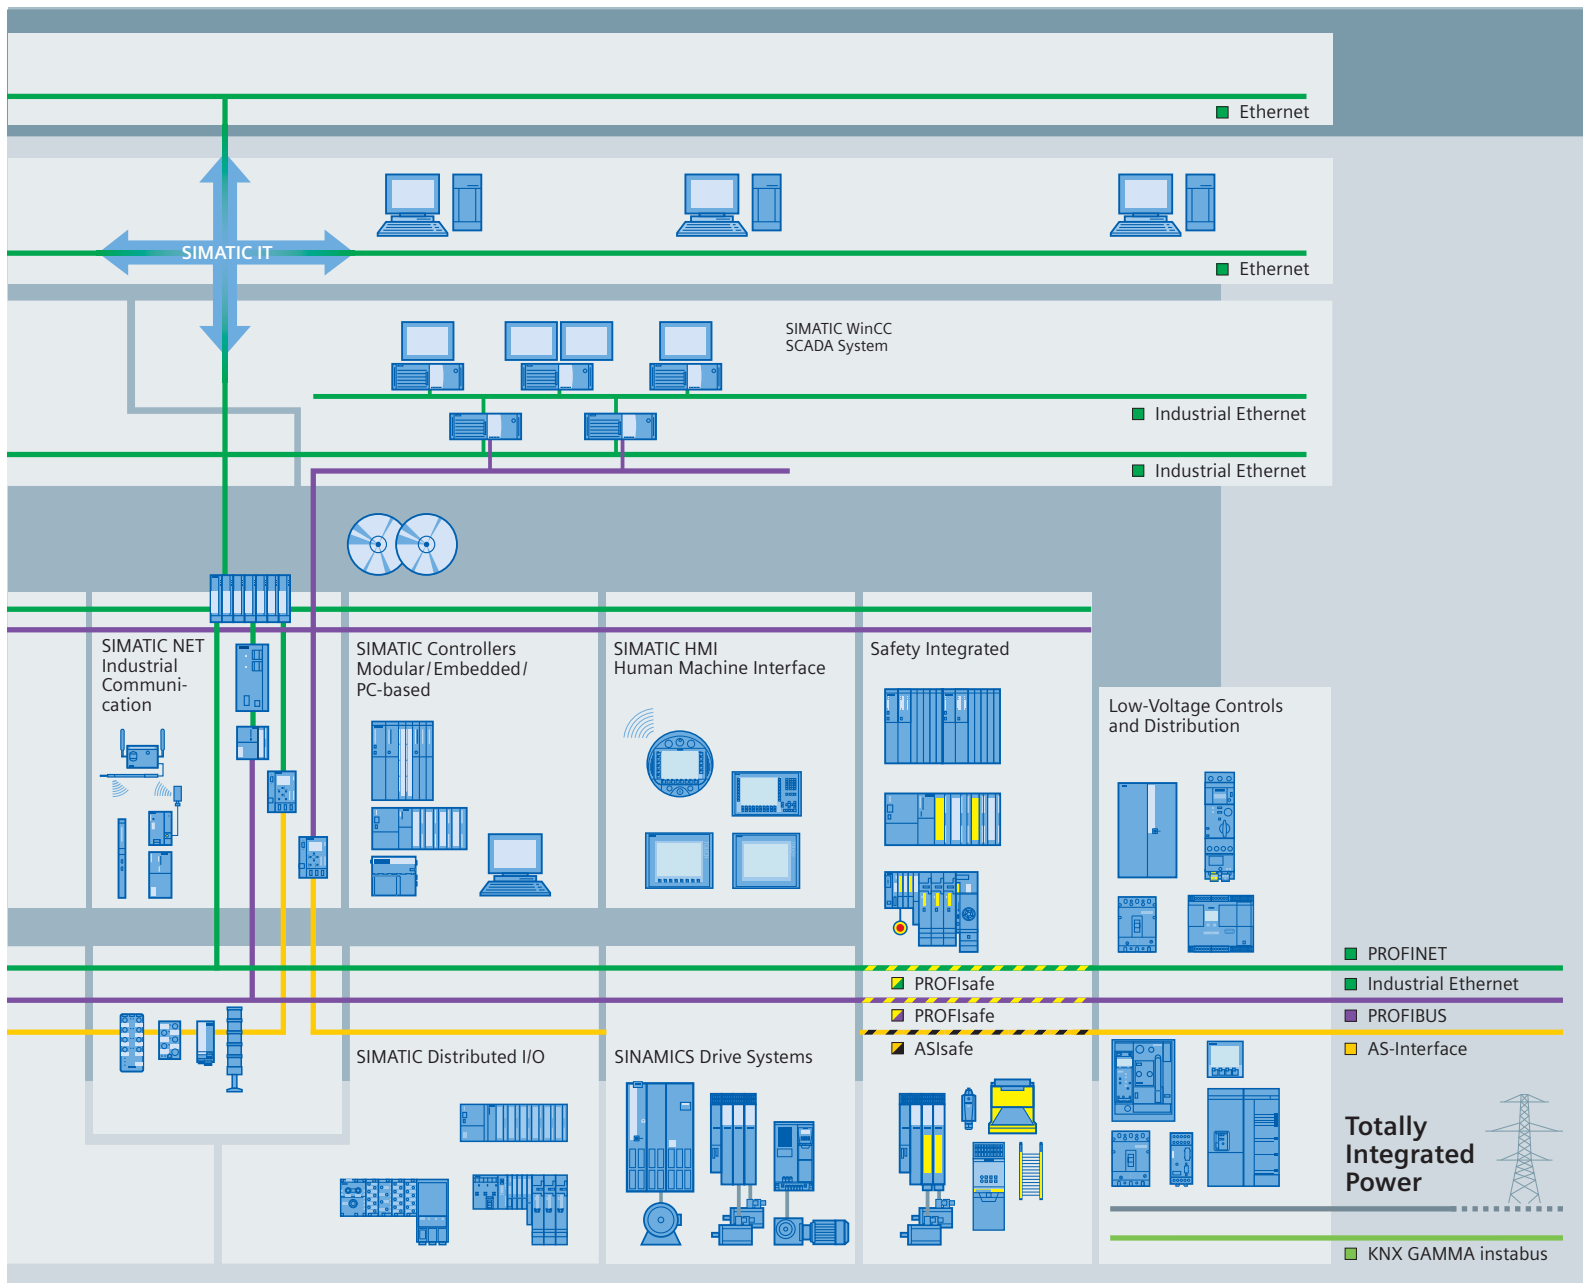 Ethernet
SIMATIC IT
Ethernet
SIMATIC WinCC
SCADA System
Industrial Ethernet
Industrial Ethernet
SIMATIC NET
Industrial
Communi-
cation
SIMATIC Controllers
Modular/Embedded/
PC-based
SIMATIC HMI
Human Machine Interface
Safety Integrated
Low-Voltage Controls
and Distribution
PROFINET
PROFIsafe
Industrial Ethernet
PROFIsafe
PROFIBUS
ASIsafe
AS-Interface
SIMATIC Distributed I/O
SINAMICS Drive Systems
Totally
Integrated
Power
KNX GAMMA instabus